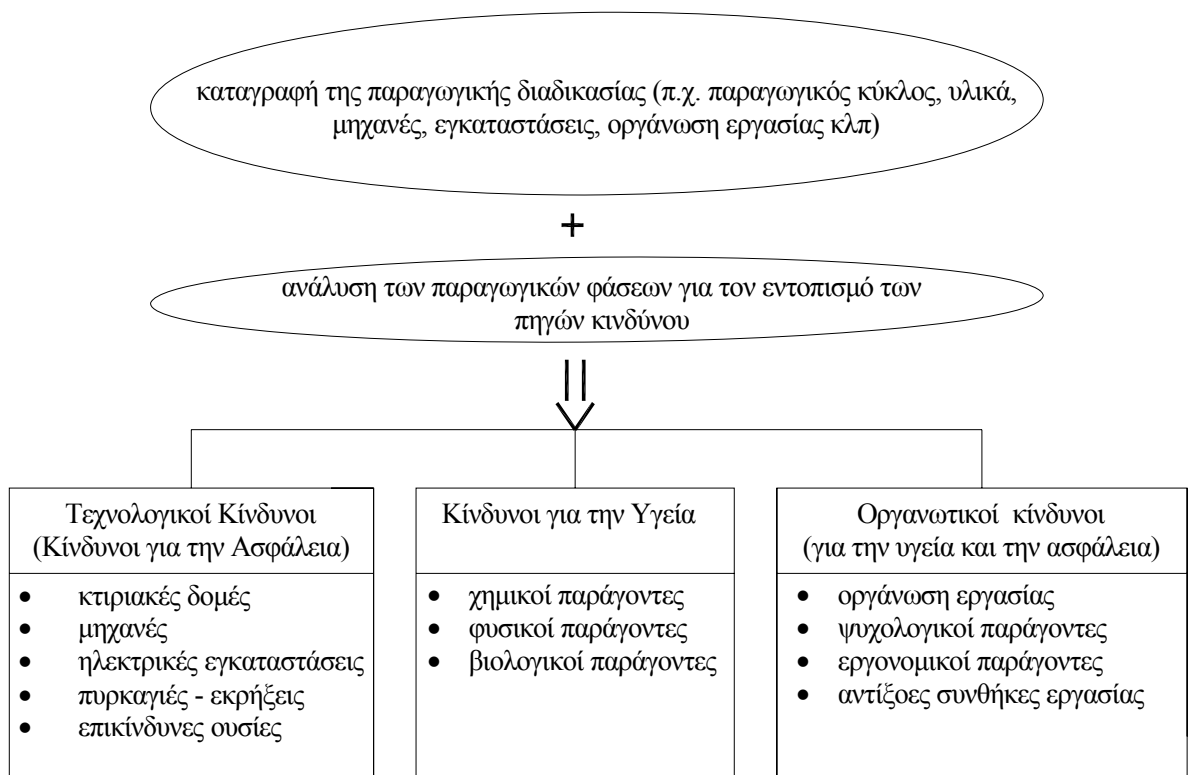 καταγραφή της παραγωγικής διαδικασίας (π.χ. παραγωγικός κύκλος, υλικά,
μηχανές, εγκαταστάσεις, οργάνωση εργασίας κλπ)
+
ανάλυση των παραγωγικών φάσεων για τον εντοπισμό των
πηγών κινδύνου
Τεχνολογικοί Κίνδυνοι
(Κίνδυνοι για την Ασφάλεια)
• κτιριακές δομές
• μηχανές
• ηλεκτρικές εγκαταστάσεις
• πυρκαγιές - εκρήξεις
• επικίνδυνες ουσίες
Κίνδυνοι για την Υγεία
• χημικοί παράγοντες
• φυσικοί παράγοντες
• βιολογικοί παράγοντες
Οργανωτικοί κίνδυνοι
(για την υγεία και την ασφάλεια)
• οργάνωση εργασίας
• ψυχολογικοί παράγοντες
• εργονομικοί παράγοντες
• αντίξοες συνθήκες εργασίας